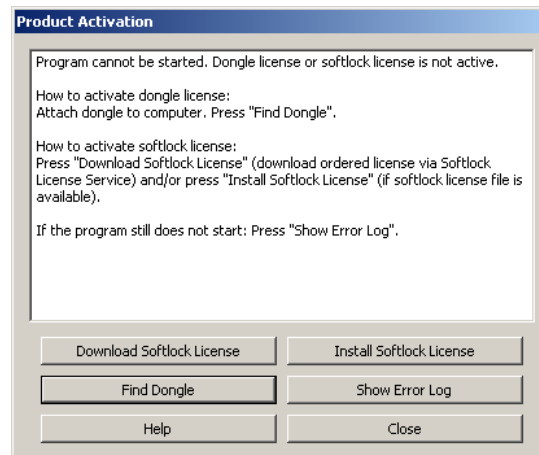 Product Activation
Program cannot be started. Dongle license or softlock license is not active.
How to activate dongle license:
Attach dongle to computer. Press "Find Dongle".
How to activate softlock license:
Press "Download Softlock License" (download ordered license via Softlock
License Service) and/or press "Install Softlock License" (if softlock license file is
available).
If the program still does not start: Press "Show Error Log".
Download Softlock License
Install Softlock License
Find Dongle
Show Error Log
Help
Close